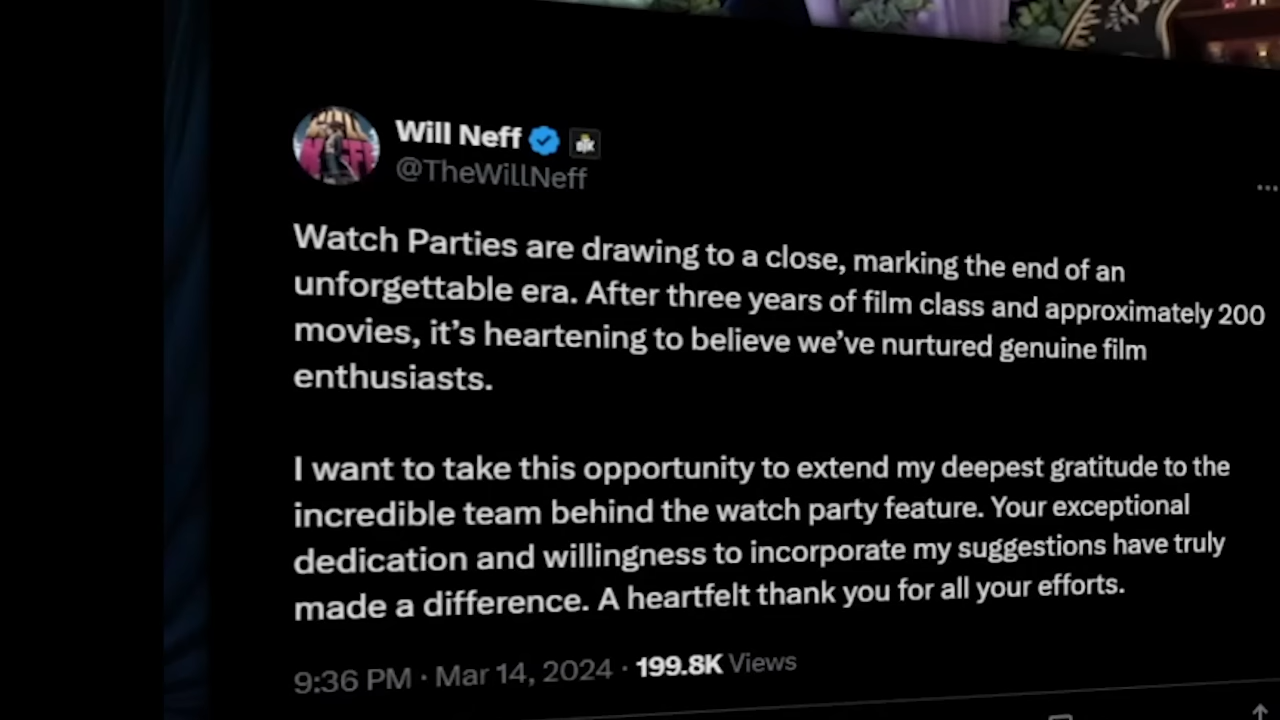 Will Neff
@TheWillNeff
Watch Parties are drawing to a close, marking the end of an
unforgettable era. After three years of film class and approximately 200
movies, it’s heartening to believe we’ve nurtured genuine film
enthusiasts.
I want to take this opportunity to extend my deepest gratitude to the
incredible team behind the watch party feature. Your exceptional
dedication and willingness to incorporate my suggestions have truly
made a difference. A heartfelt thank you for all your efforts.
9:36 PM · Mar 14, 2024 · 199.8K Views